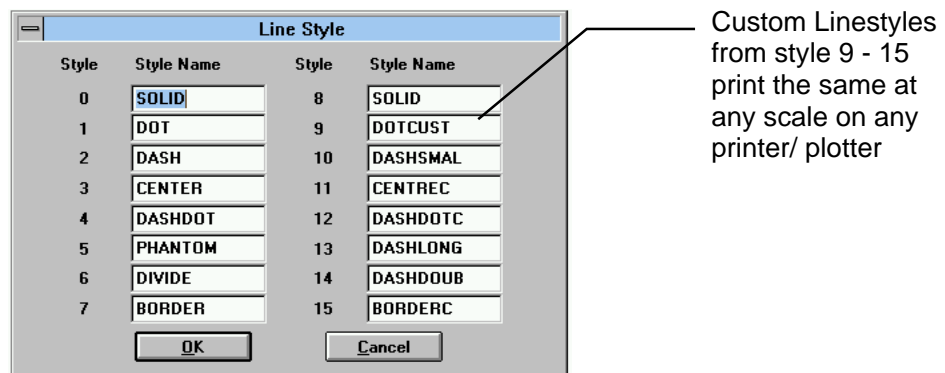 Line Style
Style Style Name Style Style Name
0 SOLID 8 SOLID
1 DOT 9 DOTCUST
2 DASH 10 DASHSMAL
3 CENTER 11 CENTREC
4 DASHDOT 12 DASHDOTC
5 PHANTOM 13 DASHLONG
6 DIVIDE 14 DASHDOUB
7 BORDER 15 BORDERC
OK Cancel
Custom Linestyles
from style 9 - 15
print the same at
any scale on any
printer/ plotter